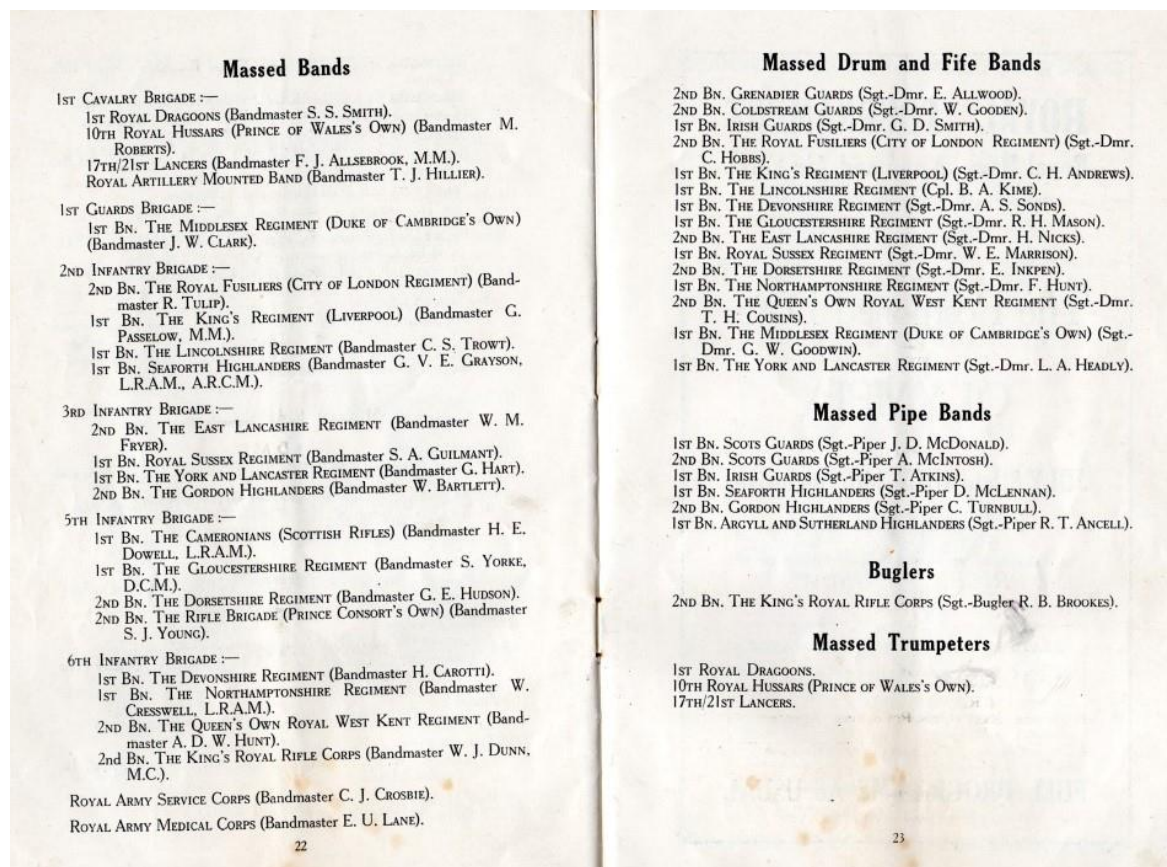 Massed Bands
1ST CAVALRY BRIGADE :—
1ST ROYAL DRAGOONS (Bandmaster S. S. SMITH).
10TH ROYAL HUSSARS (PRINCE OF WALES'S OWN) (Bandmaster M.
ROBERTS).
17TH/21ST LANCERS (Bandmaster F. J. ALLSEBROOK, M.M.).
ROYAL ARTILLERY MOUNTED BAND (Bandmaster T. J. HILLIER).
1ST GUARDS BRIGADE :—
1ST BN. THE MIDDLESEX REGIMENT (DUKE OF CAMBRIDGE'S OWN)
(Bandmaster J. W. CLARK).
2ND INFANTRY BRIGADE :—
2ND BN. THE ROYAL FUSILIERS (CITY OF LONDON REGIMENT) (Band-
master R. TULIP).
1ST BN. THE KING'S REGIMENT (LIVERPOOL) (Bandmaster G.
PASSELOW, M.M.).
1ST BN. THE LINCOLNSHIRE REGIMENT (Bandmaster C. S. TROWT).
1ST BN. SEAFORTH HIGHLANDERS (Bandmaster G. V. E. GRAYSON,
L.R.A.M., A.R.C.M.).
3RD INFANTRY BRIGADE :—
2ND BN. THE EAST LANCASHIRE REGIMENT (Bandmaster W. M.
FRYER).
1ST BN. ROYAL SUSSEX REGIMENT (Bandmaster S. A. GUILMANT).
1ST BN. THE YORK AND LANCASTER REGIMENT (Bandmaster G. HART).
2ND BN. THE GORDON HIGHLANDERS (Bandmaster W. BARTLETT).
5TH INFANTRY BRIGADE :—
1ST BN. THE CAMERONIANS (SCOTTISH RIFLES) (Bandmaster H. E.
DOWELL, L.R.A.M.).
1ST BN. THE GLOUCESTERSHIRE REGIMENT (Bandmaster S. YORKE,
D.C.M.).
2ND BN. THE DORSETSHIRE REGIMENT (Bandmaster G. E. HUDSON).
2ND BN. THE RIFLE BRIGADE (PRINCE CONSORT'S OWN) (Bandmaster
S. J. YOUNG).
6TH INFANTRY BRIGADE :—
1ST BN. THE DEVONSHIRE REGIMENT (Bandmaster H. CAROTTI).
1ST BN. THE NORTHAMPTONSHIRE REGIMENT (Bandmaster W.
CRESSWELL, L.R.A.M.).
2ND BN. THE QUEEN'S OWN ROYAL WEST KENT REGIMENT (Band-
master A. D. W. HUNT).
2nd BN. THE KING'S ROYAL RIFLE CORPS (Bandmaster W. J. DUNN,
M.C.).
ROYAL ARMY SERVICE CORPS (Bandmaster C. J. CROSBIE).
ROYAL ARMY MEDICAL CORPS (Bandmaster E. U. LANE).
22
Massed Drum and Fife Bands
2ND BN. GRENADIER GUARDS (Sgt.-Dmr. E. ALLWOOD).
2ND BN. COLDSTREAM GUARDS (Sgt.-Dmr. W. GOODEN).
1ST BN. IRISH GUARDS (Sgt.-Dmr. G. D. SMITH).
2ND BN. THE ROYAL FUSILIERS (CITY OF LONDON REGIMENT) (Sgt.-Dmr.
C. HOBBS).
1ST BN. THE KING'S REGIMENT (LIVERPOOL) (Sgt.-Dmr. C. H. ANDREWS).
1ST BN. THE LINCOLNSHIRE REGIMENT (Cpl. B. A. KIME).
1ST BN. THE DEVONSHIRE REGIMENT (Sgt.-Dmr. A. S. SONDS).
1ST BN. THE GLOUCESTERSHIRE REGIMENT (Sgt.-Dmr. R. H. MASON).
2ND BN. THE EAST LANCASHIRE REGIMENT (Sgt.-Dmr. H. NICKS).
1ST BN. ROYAL SUSSEX REGIMENT (Sgt.-Dmr. W. E. MARRISON).
2ND BN. THE DORSETSHIRE REGIMENT (Sgt.-Dmr. E. INKPEN).
1ST BN. THE NORTHAMPTONSHIRE REGIMENT (Sgt.-Dmr. F. HUNT).
2ND BN. THE QUEEN'S OWN ROYAL WEST KENT REGIMENT (Sgt.-Dmr.
T. H. COUSINS).
1ST BN. THE MIDDLESEX REGIMENT (DUKE OF CAMBRIDGE'S OWN) (Sgt.-
Dmr. G. W. GOODWIN).
1ST BN. THE YORK AND LANCASTER REGIMENT (Sgt.-Dmr. L. A. HEADLY).
Massed Pipe Bands
1ST BN. SCOTS GUARDS (Sgt.-Piper J. D. MCDONALD).
2ND BN. SCOTS GUARDS (Sgt.-Piper A. MCINTOSH).
1ST BN. IRISH GUARDS (Sgt.-Piper T. ATKINS).
1ST BN. SEAFORTH HIGHLANDERS (Sgt.-Piper D. MCLENNAN).
2ND BN. GORDON HIGHLANDERS (Sgt.-Piper C. TURNBULL).
1ST BN. ARGYLL AND SUTHERLAND HIGHLANDERS (Sgt.-Piper R. T. ANCELL).
Buglers
2ND BN. THE KING'S ROYAL RIFLE CORPS (Sgt.-Bugler R. B. BROOKES).
Massed Trumpeters
1ST ROYAL DRAGOONS.
10TH ROYAL HUSSARS (PRINCE OF WALES'S OWN).
17TH/21ST LANCERS.
23